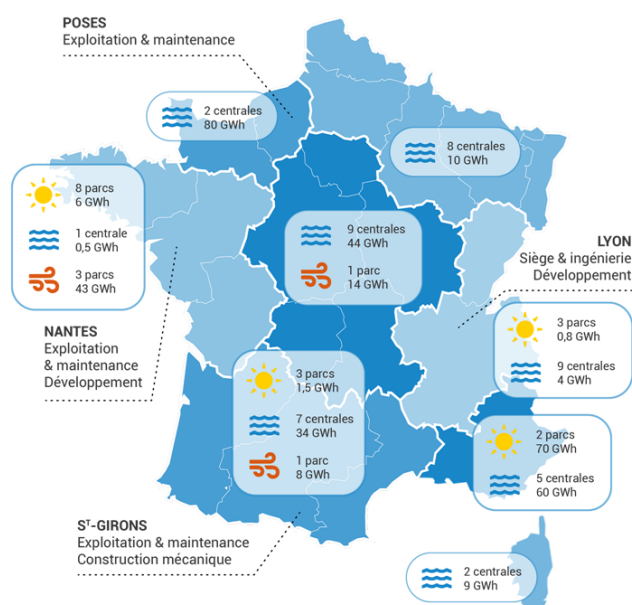 POSES
Exploitation & maintenance
2 centrales
80 GWh
8 centrales
10 GWh
8 parcs
6 GWh
1 centrale
0,5 GWh
3 parcs
43 GWh
9 centrales
44 GWh
1 parc
14 GWh
LYON
Siège & ingénierie
Développement
3 parcs
0,8 GWh
9 centrales
4 GWh
NANTES
Exploitation
& maintenance
Développement
3 parcs
1,5 GWh
7 centrales
34 GWh
1 parc
8 GWh
2 parcs
70 GWh
5 centrales
60 GWh
Sᵀ-GIRONS
Exploitation & maintenance
Construction mécanique
2 centrales
9 GWh